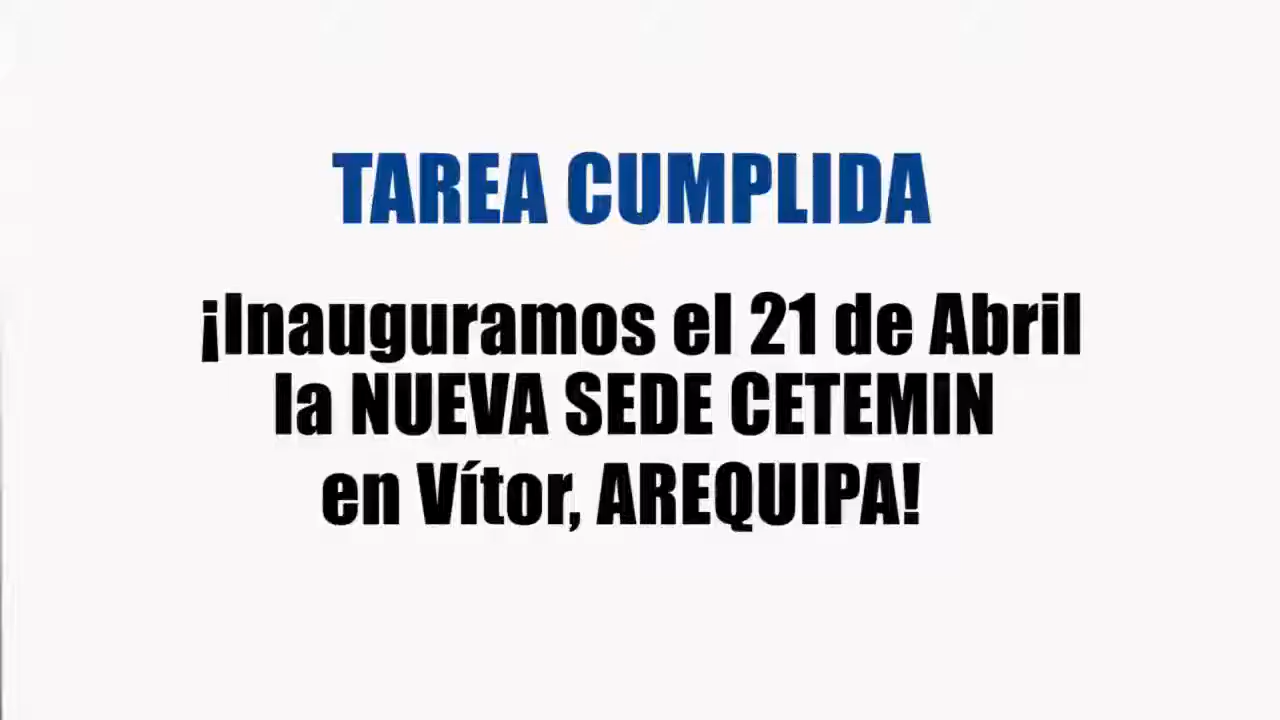 TAREA CUMPLIDA
¡Inauguramos el 21 de Abril
la NUEVA SEDE CETEMIN
en Vítor, AREQUIPA!